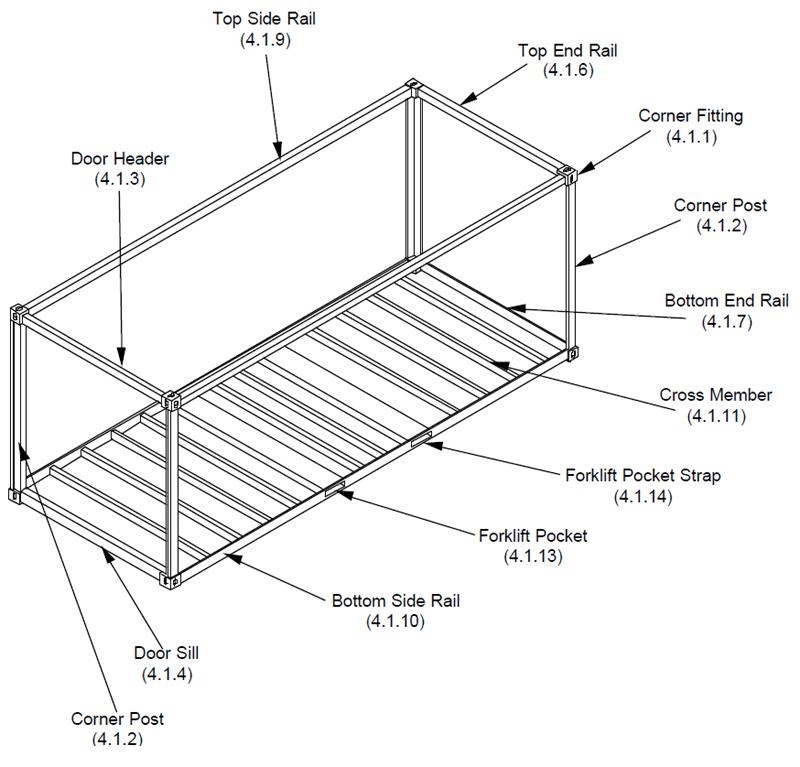 Top Side Rail
(4.1.9)
Top End Rail
(4.1.6)
Corner Fitting
(4.1.1)
Door Header
(4.1.3)
Corner Post
(4.1.2)
Bottom End Rail
(4.1.7)
Cross Member
(4.1.11)
Forklift Pocket Strap
(4.1.14)
Forklift Pocket
(4.1.13)
Bottom Side Rail
(4.1.10)
Door Sill
(4.1.4)
Corner Post
(4.1.2)